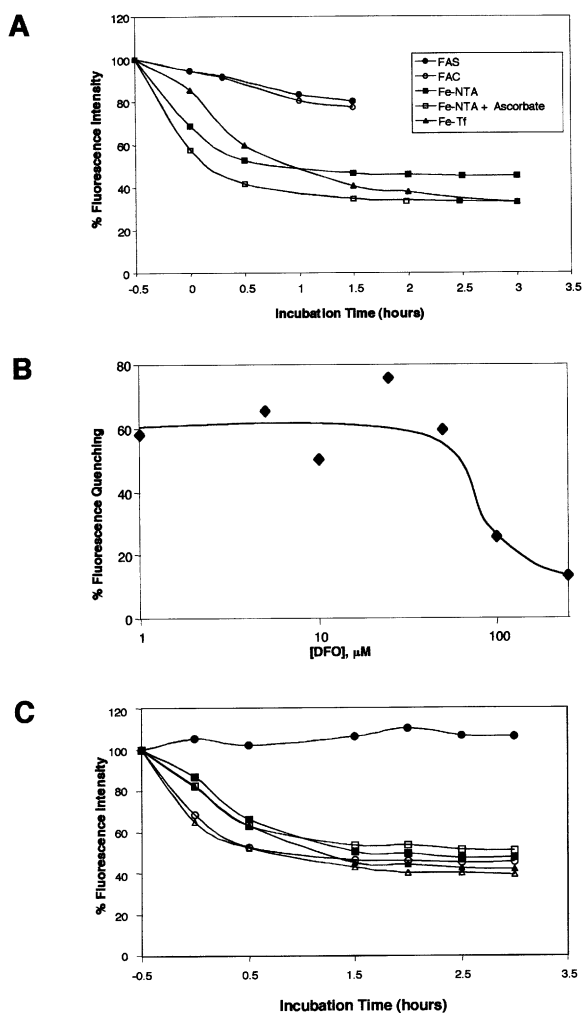 A
120
100
80
60
40
20
0
% Fluorescence Intensity
FAS
FAC
Fe-NTA
Fe-NTA + Ascorbate
Fe-Tf
-0.5 0 0.5 1 1.5 2 2.5 3 3.5
Incubation Time (hours)
B
80
60
40
20
0
% Fluorescence Quenching
1 10 100
[DFO], µM
C
120
100
80
60
40
20
0
% Fluorescence Intensity
-0.5 0.5 1.5 2.5 3.5
Incubation Time (hours)